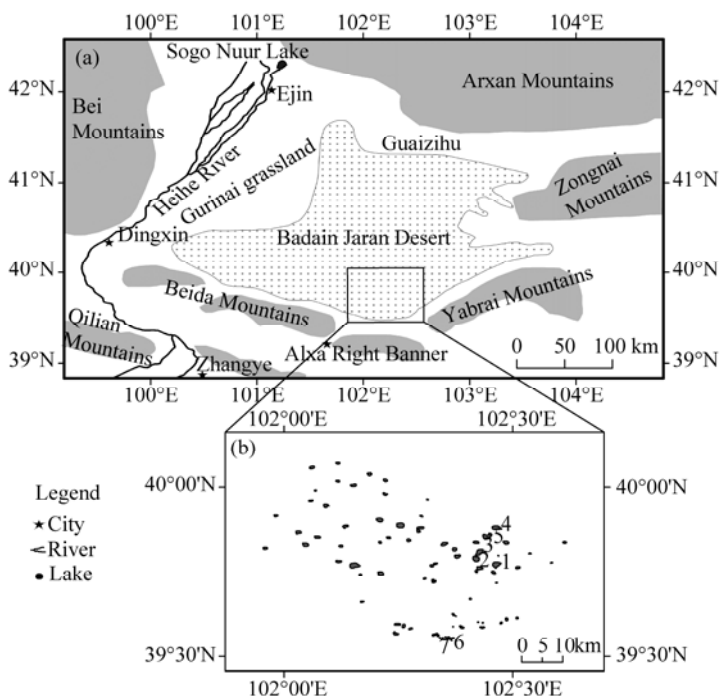 100°E 101°E 102°E 103°E 104°E
(a)
Sogo Nuur Lake
42°N
42°N
Ejin
Arxan Mountains
Bei
Mountains
Guaizihu
41°N
41°N
Heihe River
Gurinai grassland
Zongnai
Mountains
Dingxin
Badain Jaran Desert
40°N
40°N
Beida Mountains
Yabrai Mountains
Qilian
Mountains
Alxa Right Banner
0 50 100 km
39°N
39°N
Zhangye
100°E 101°E 102°E 103°E 104°E
102°00'E 102°30'E
(b)
40°00'N
40°00'N
4
5
3
2
1
7
6
0 5 10km
39°30'N
39°30'N
102°00'E 102°30'E
Legend
City
River
Lake